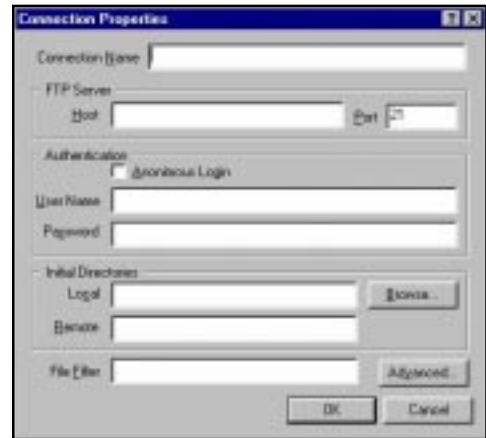 Connection Properties
Connection Name
FTP Server
Host
Port 21
Authentication
Anonimous Login
User Name
Password
Initial Directories
Local
Browse...
Remote
File Filter
Advanced...
OK
Cancel